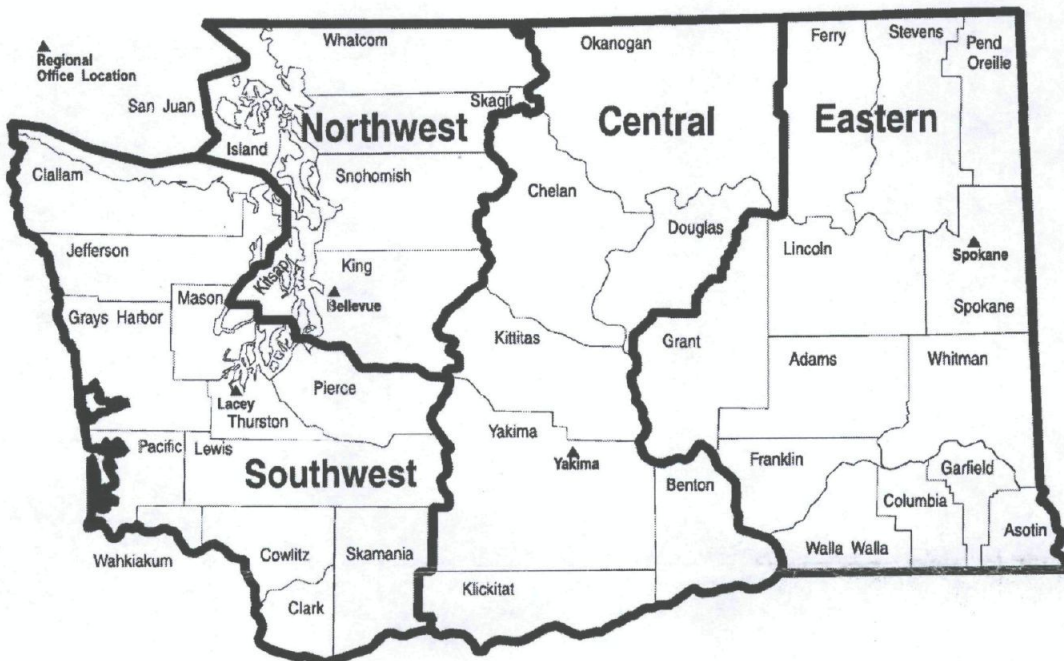 Regional
Office Location
Whatcom
Okanogan
Ferry
Stevens
Pend
Oreille
San Juan
Skagit
Northwest
Central
Eastern
Island
Clallam
Snohomish
Chelan
Douglas
Jefferson
King
Kitsap
Bellevue
Lincoln
Spokane
Spokane
Mason
Grays Harbor
Kittitas
Grant
Adams
Whitman
Pierce
Lacey
Thurston
Yakima
Yakima
Pacific
Lewis
Southwest
Benton
Franklin
Garfield
Columbia
Asotin
Wahkiakum
Cowlitz
Skamania
Walla Walla
Klickitat
Clark